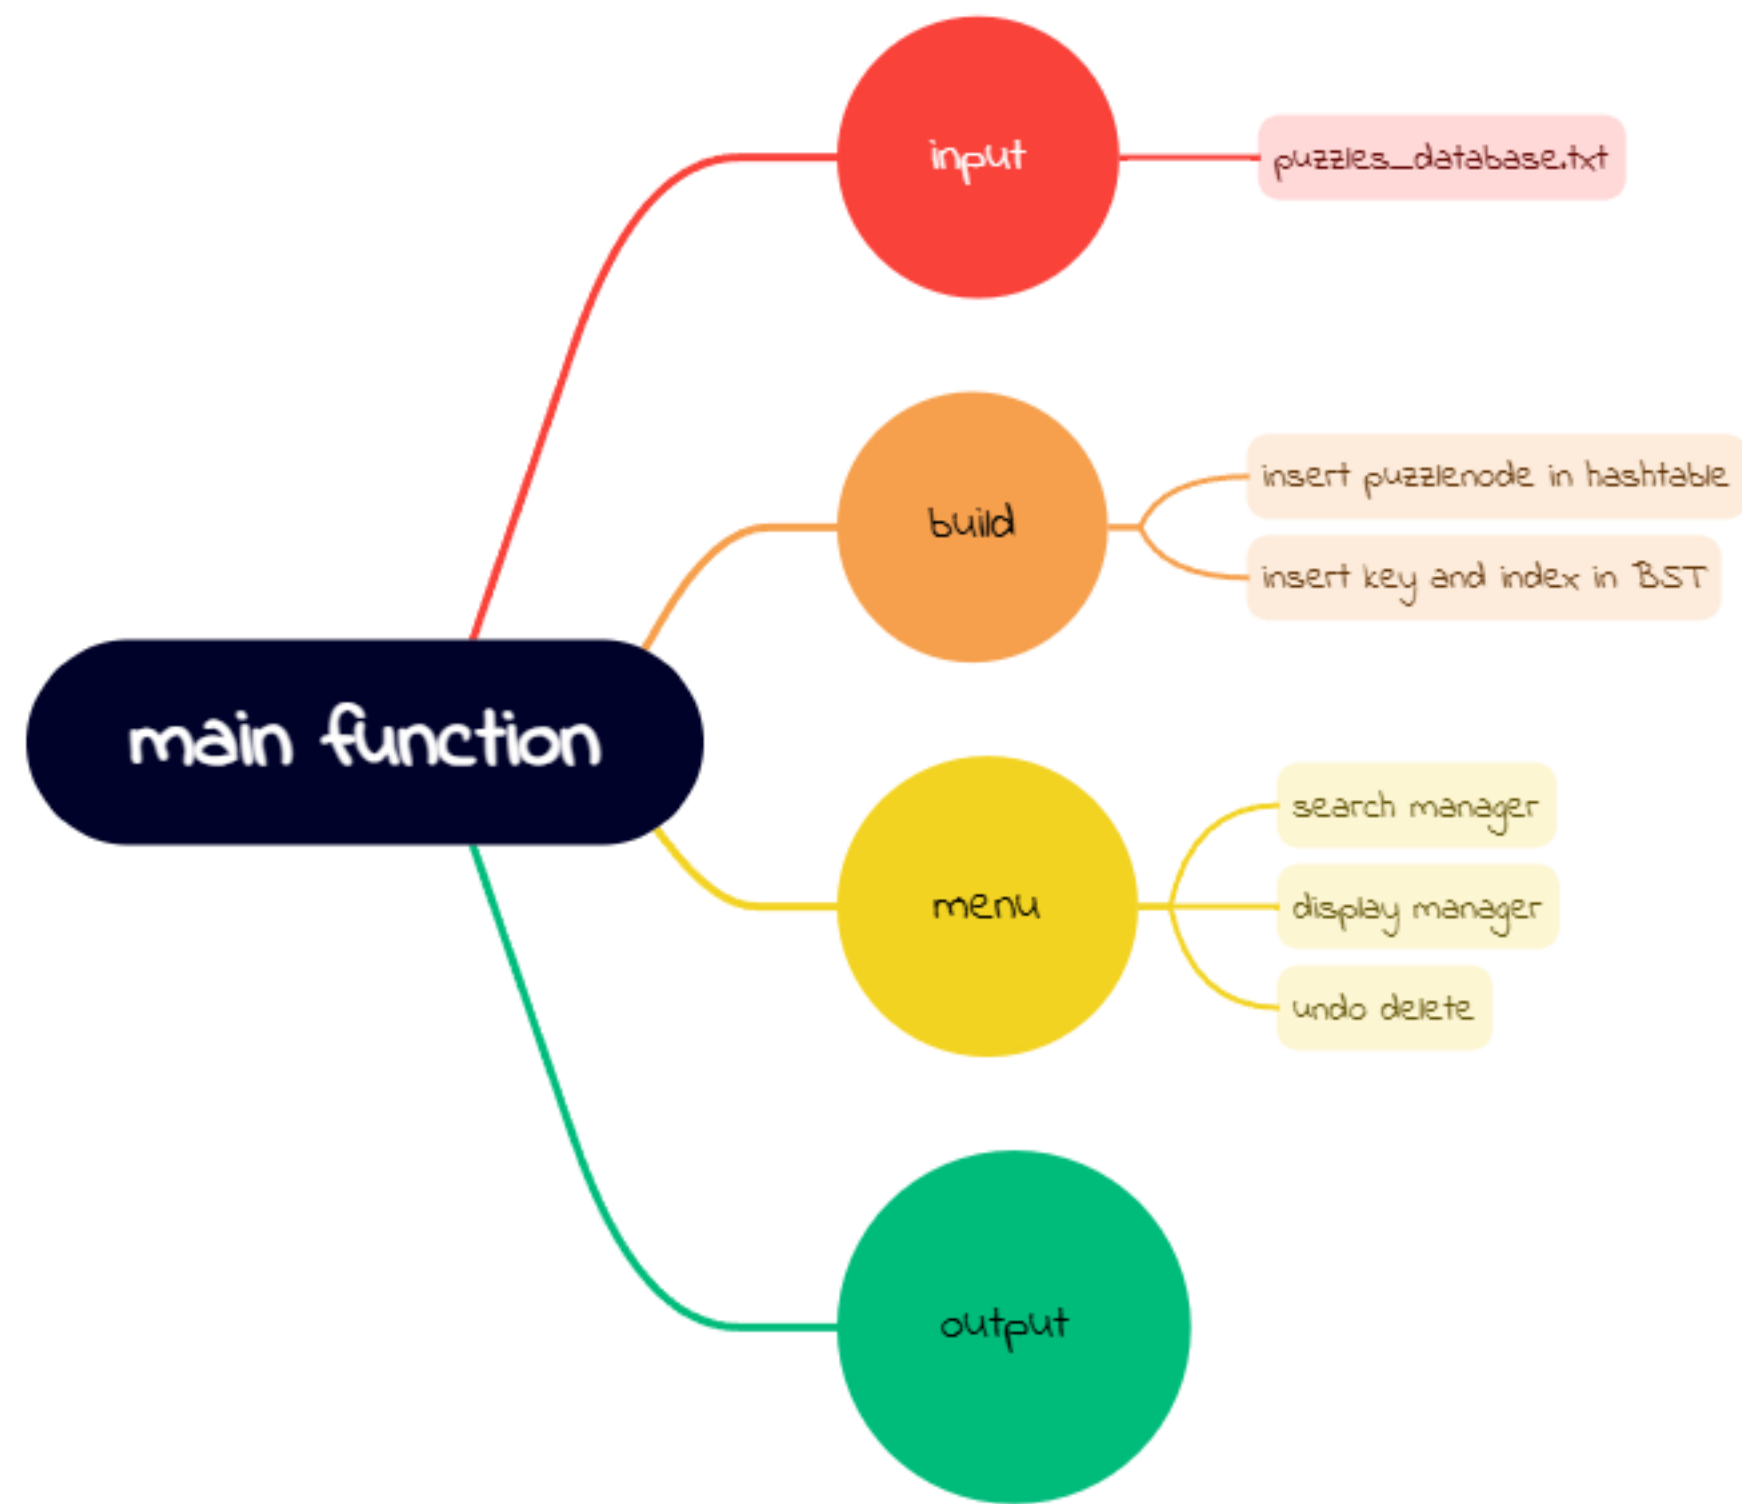 input
puzzles_database.txt
build
insert puzzlenode in hashtable
insert key and index in BST
main function
menu
search manager
display manager
undo delete
output